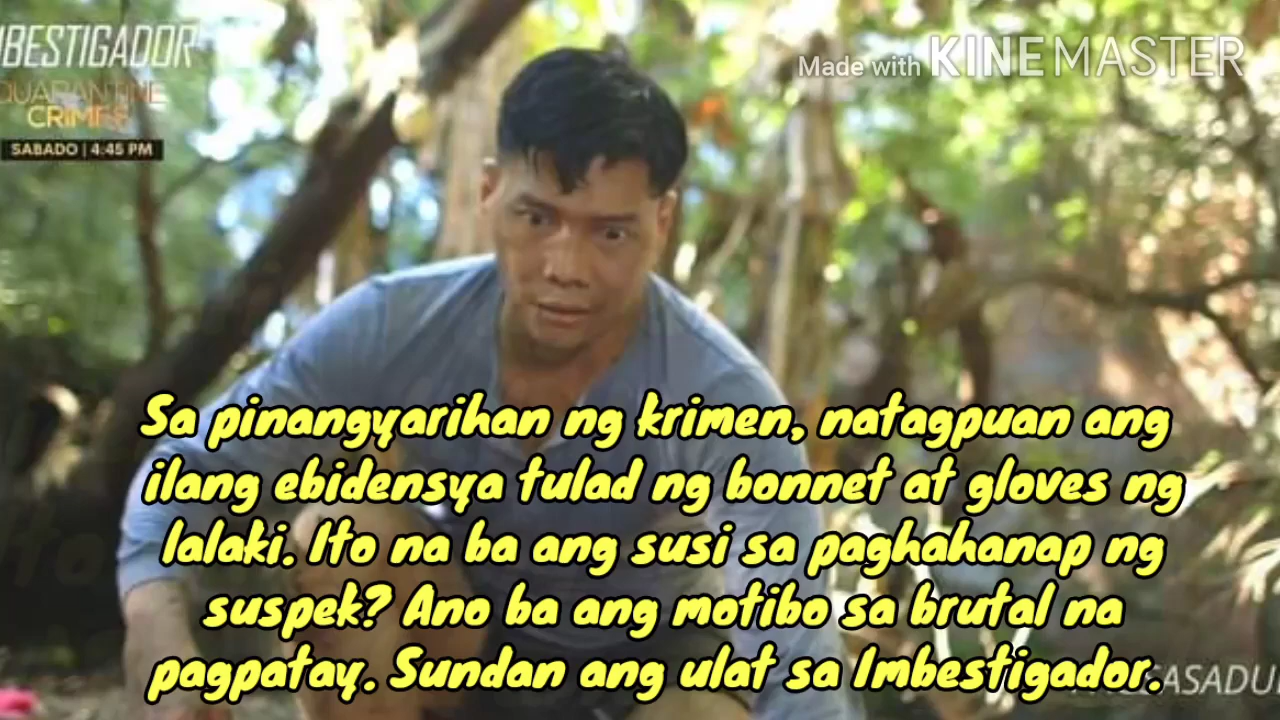 MBESTIGADOR
Made with KINEMASTER
QUARANTINE
CRIMES
SABADO | 4:45 PM
Sa pinangyarihan ng krimen, natagpuan ang
ilang ebidensya tulad ng bonnet at gloves ng
lalaki. Ito na ba ang susi sa paghahanap ng
suspek? Ano ba ang motibo sa brutal na
pagpatay. Sundan ang ulat sa Imbestigador.